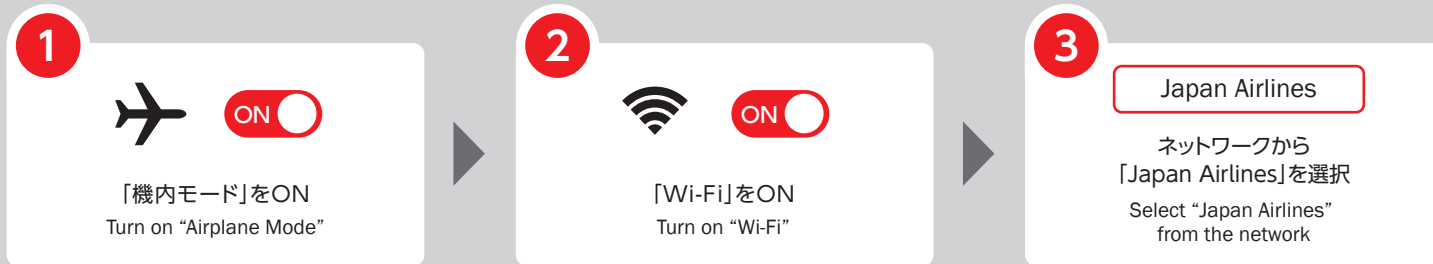 1
ON
「機内モード」をON
Turn on “Airplane Mode”
2
ON
「Wi-Fi」をON
Turn on “Wi-Fi”
3
Japan Airlines
ネットワークから
「Japan Airlines」を選択
Select “Japan Airlines”
from the network